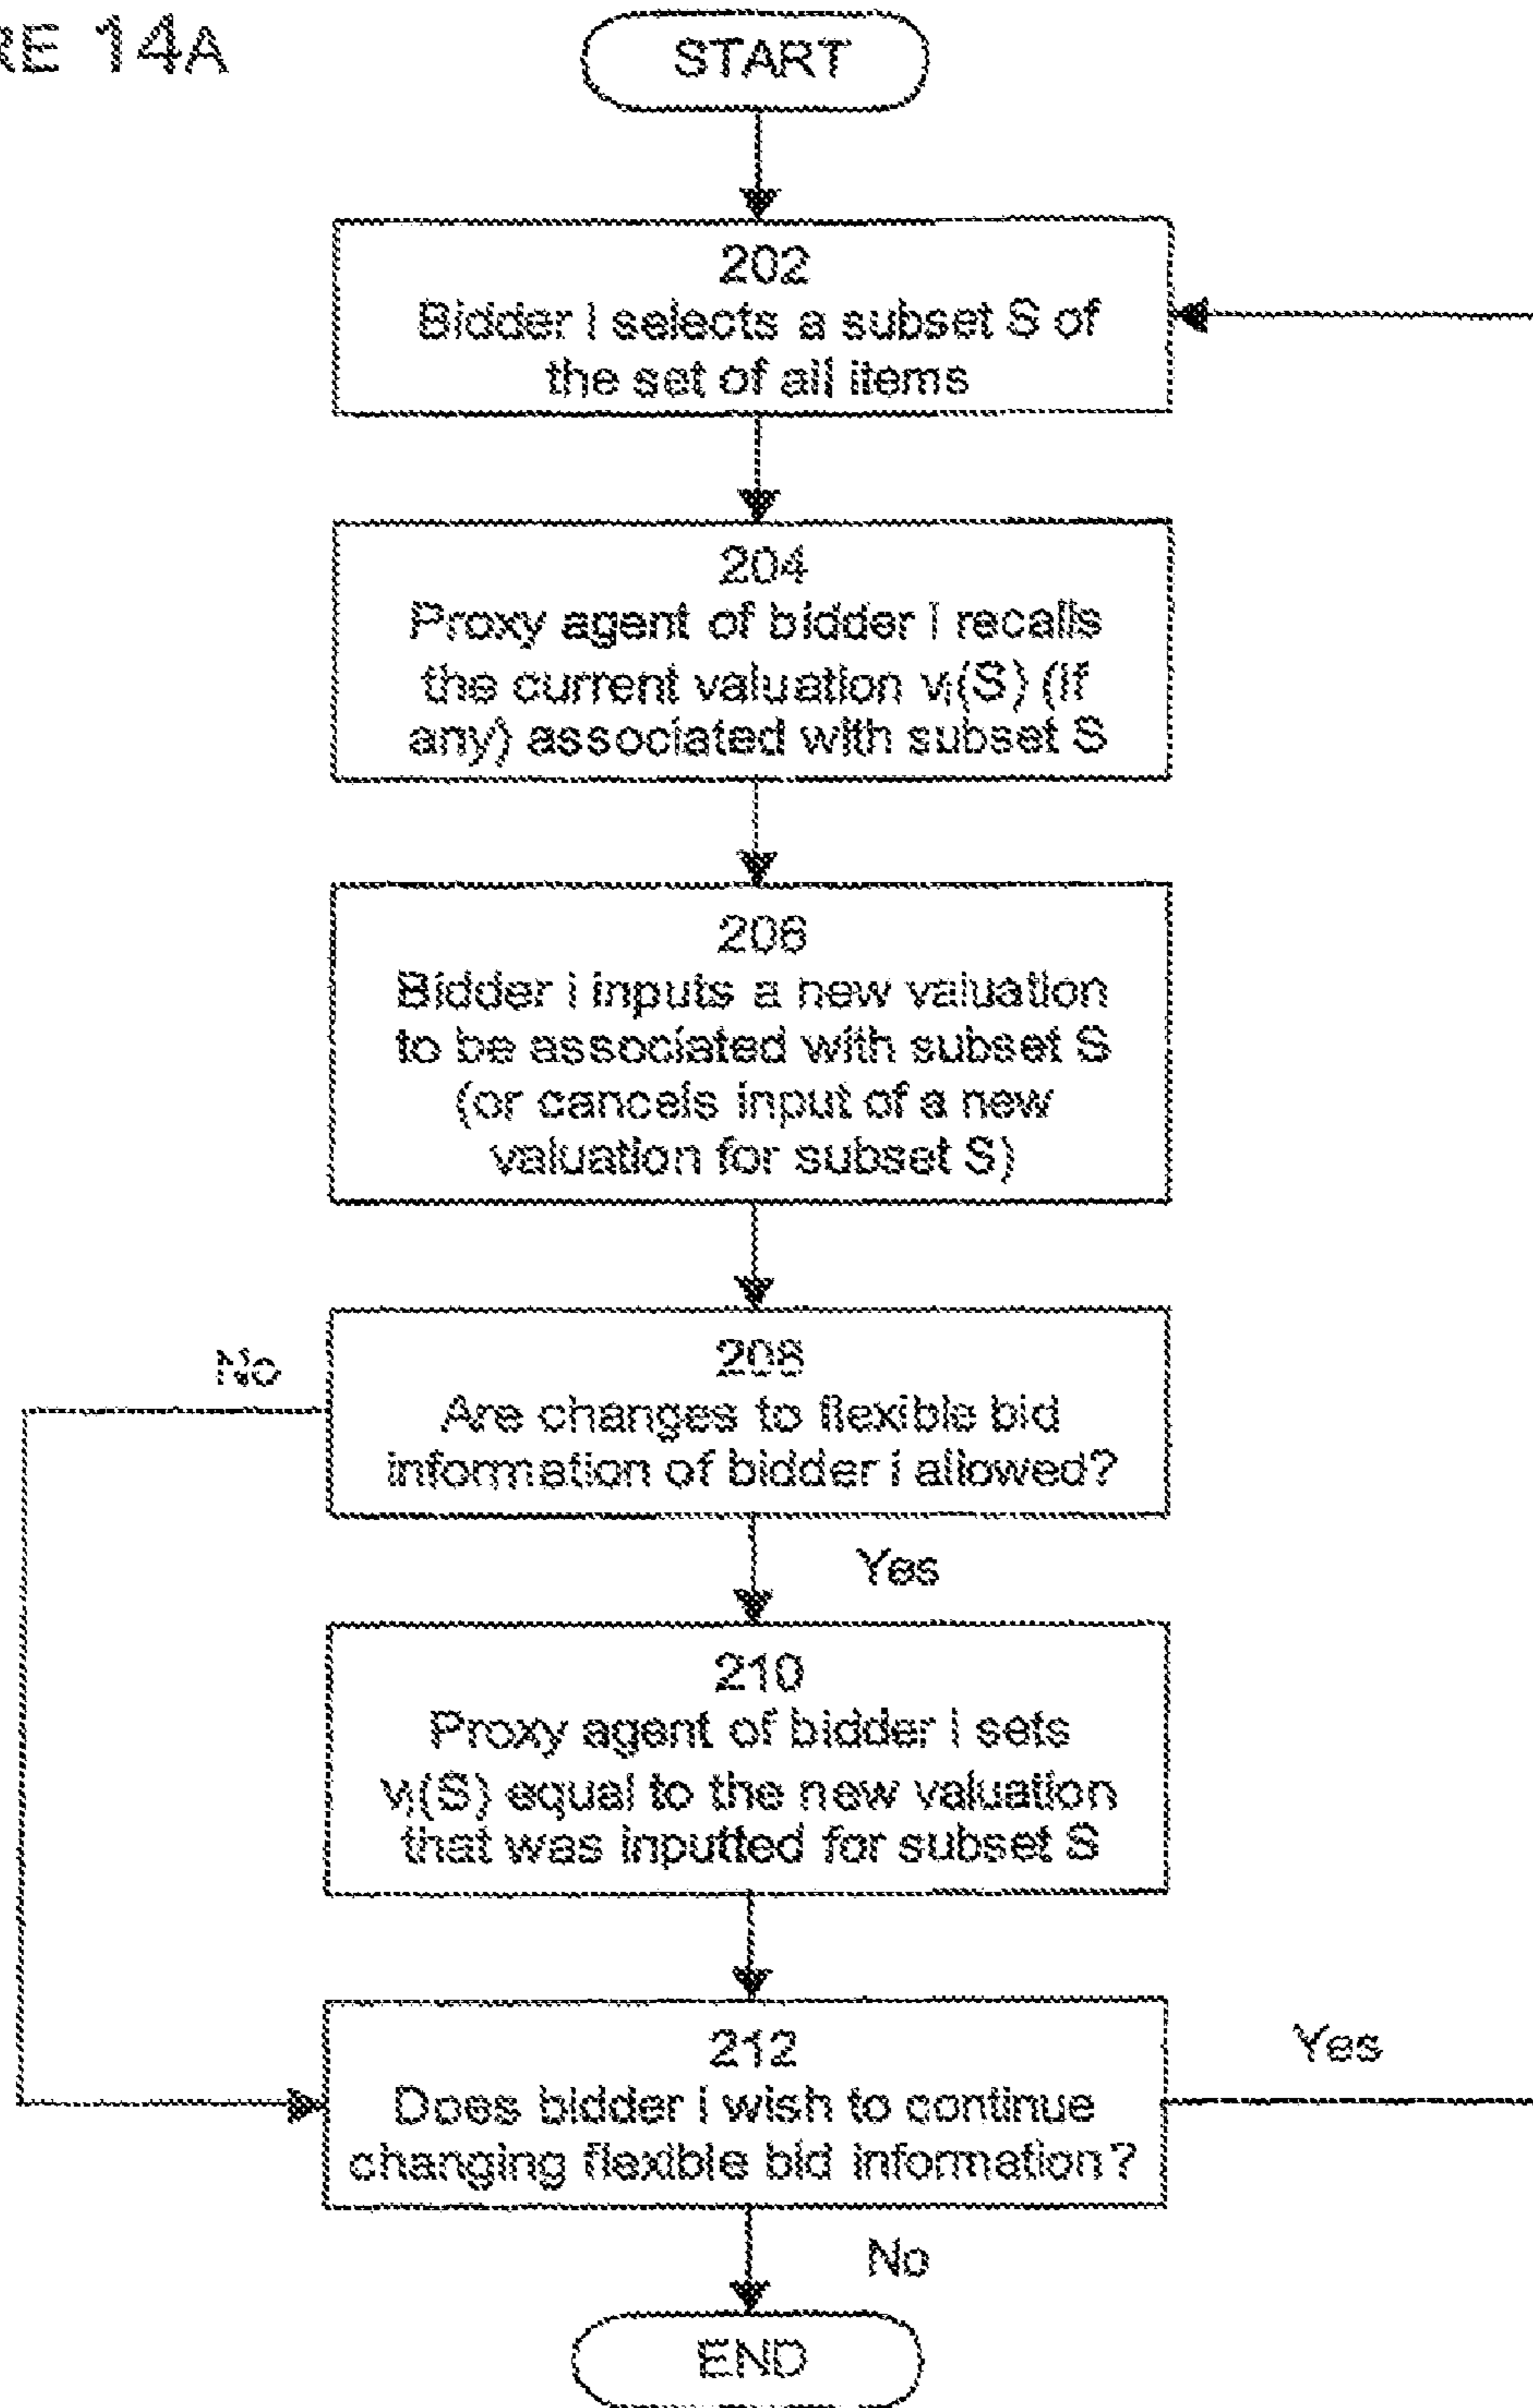 RE 14A
START
202
Bidder i selects a subset S of
the set of all items
204
Proxy agent of bidder i recalls
the current valuation vi(S) (if
any) associated with subset S
206
Bidder i inputs a new valuation
to be associated with subset S
(or cancels input of a new
valuation for subset S)
No
208
Are changes to flexible bid
information of bidder i allowed?
Yes
210
Proxy agent of bidder i sets
vi(S) equal to the new valuation
that was inputted for subset S
212
Does bidder i wish to continue
changing flexible bid information?
Yes
No
END